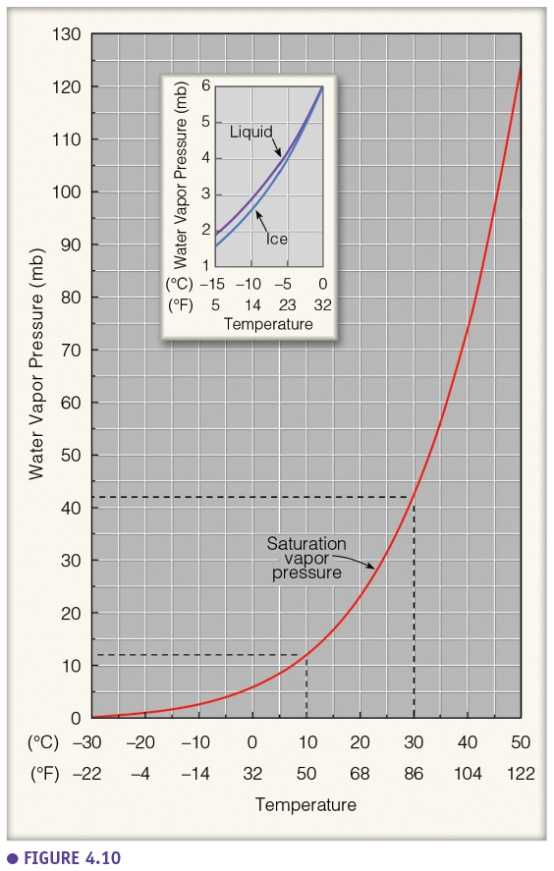 130
120
110
100
90
80
70
60
50
40
30
20
10
0
Water Vapor Pressure (mb)
6
5
4
3
2
1
Water Vapor Pressure (mb)
Liquid
Ice
(°C) –15 –10 –5 0
(°F) 5 14 23 32
Temperature
Saturation
vapor
pressure
(°C) –30 –20 –10 0 10 20 30 40 50
(°F) –22 –4 –14 32 50 68 86 104 122
Temperature
● FIGURE 4.10